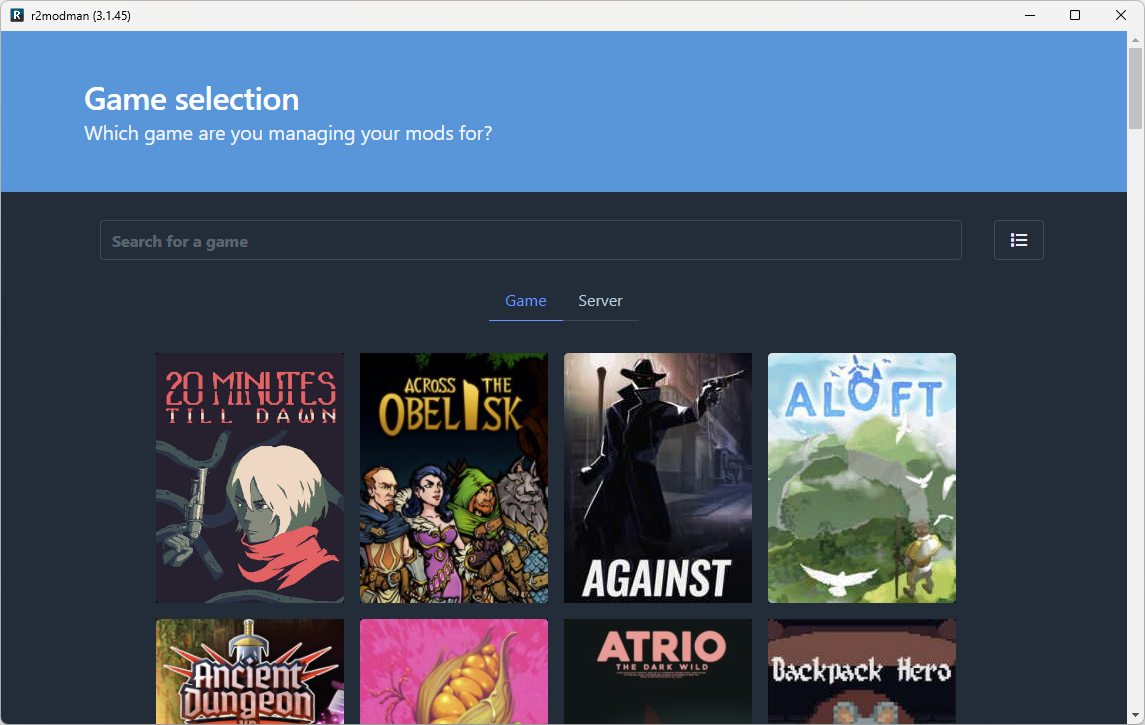 R r2modman (3.1.45)
Game selection
Which game are you managing your mods for?
Search for a game
Game Server
20 MINUTES
TILL DAWN
ACROSS THE
OBELISK
AGAINST
ALOFT
Ancient
Dungeon
VR
ATRIO
THE DARK WILD
Backpack Hero